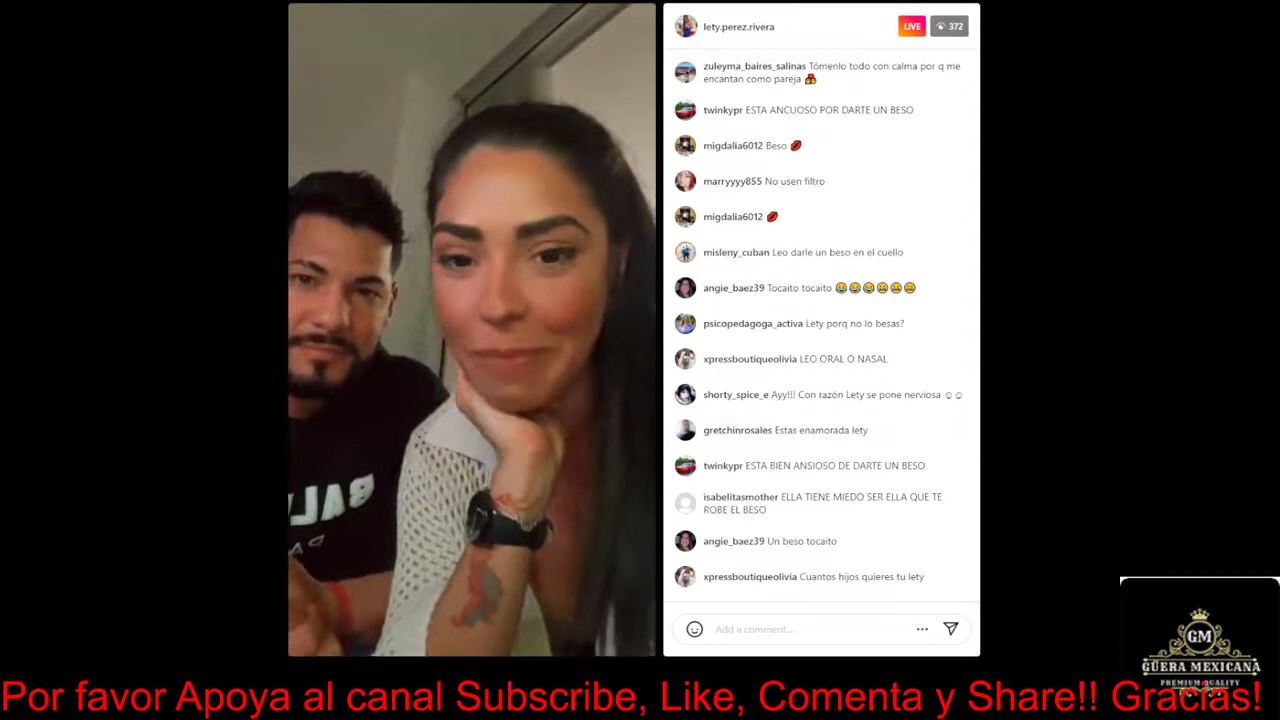 lety.perez.rivera
LIVE
372
zuleyma_baires_salinas Tómenlo todo con calma por q me
encantan como pareja
twinkypr ESTA ANCUOSO POR DARTE UN BESO
migdalia6012 Beso
marryyyy855 No usen filtro
migdalia6012
misleny_cuban Leo darle un beso en el cuello
angie_baez39 Tocaito tocaito
psicopedagoga_activa Lety porq no lo besas?
xpressboutiqueolivia LEO ORAL O NASAL
shorty_spice_e Ayy!!! Con razón Lety se pone nerviosa
gretchinrosales Estas enamorada lety
twinkypr ESTA BIEN ANSIOSO DE DARTE UN BESO
isabelitasmother ELLA TIENE MIEDO SER ELLA QUE TE
ROBE EL BESO
angie_baez39 Un beso tocaito
xpressboutiqueolivia Cuantos hijos quieres tu lety
Add a comment...
GM
GÜERA MEXICANA
PREMIUM QUALITY
Por favor Apoya al canal Subscribe, Like, Comenta y Share!! Gracias!